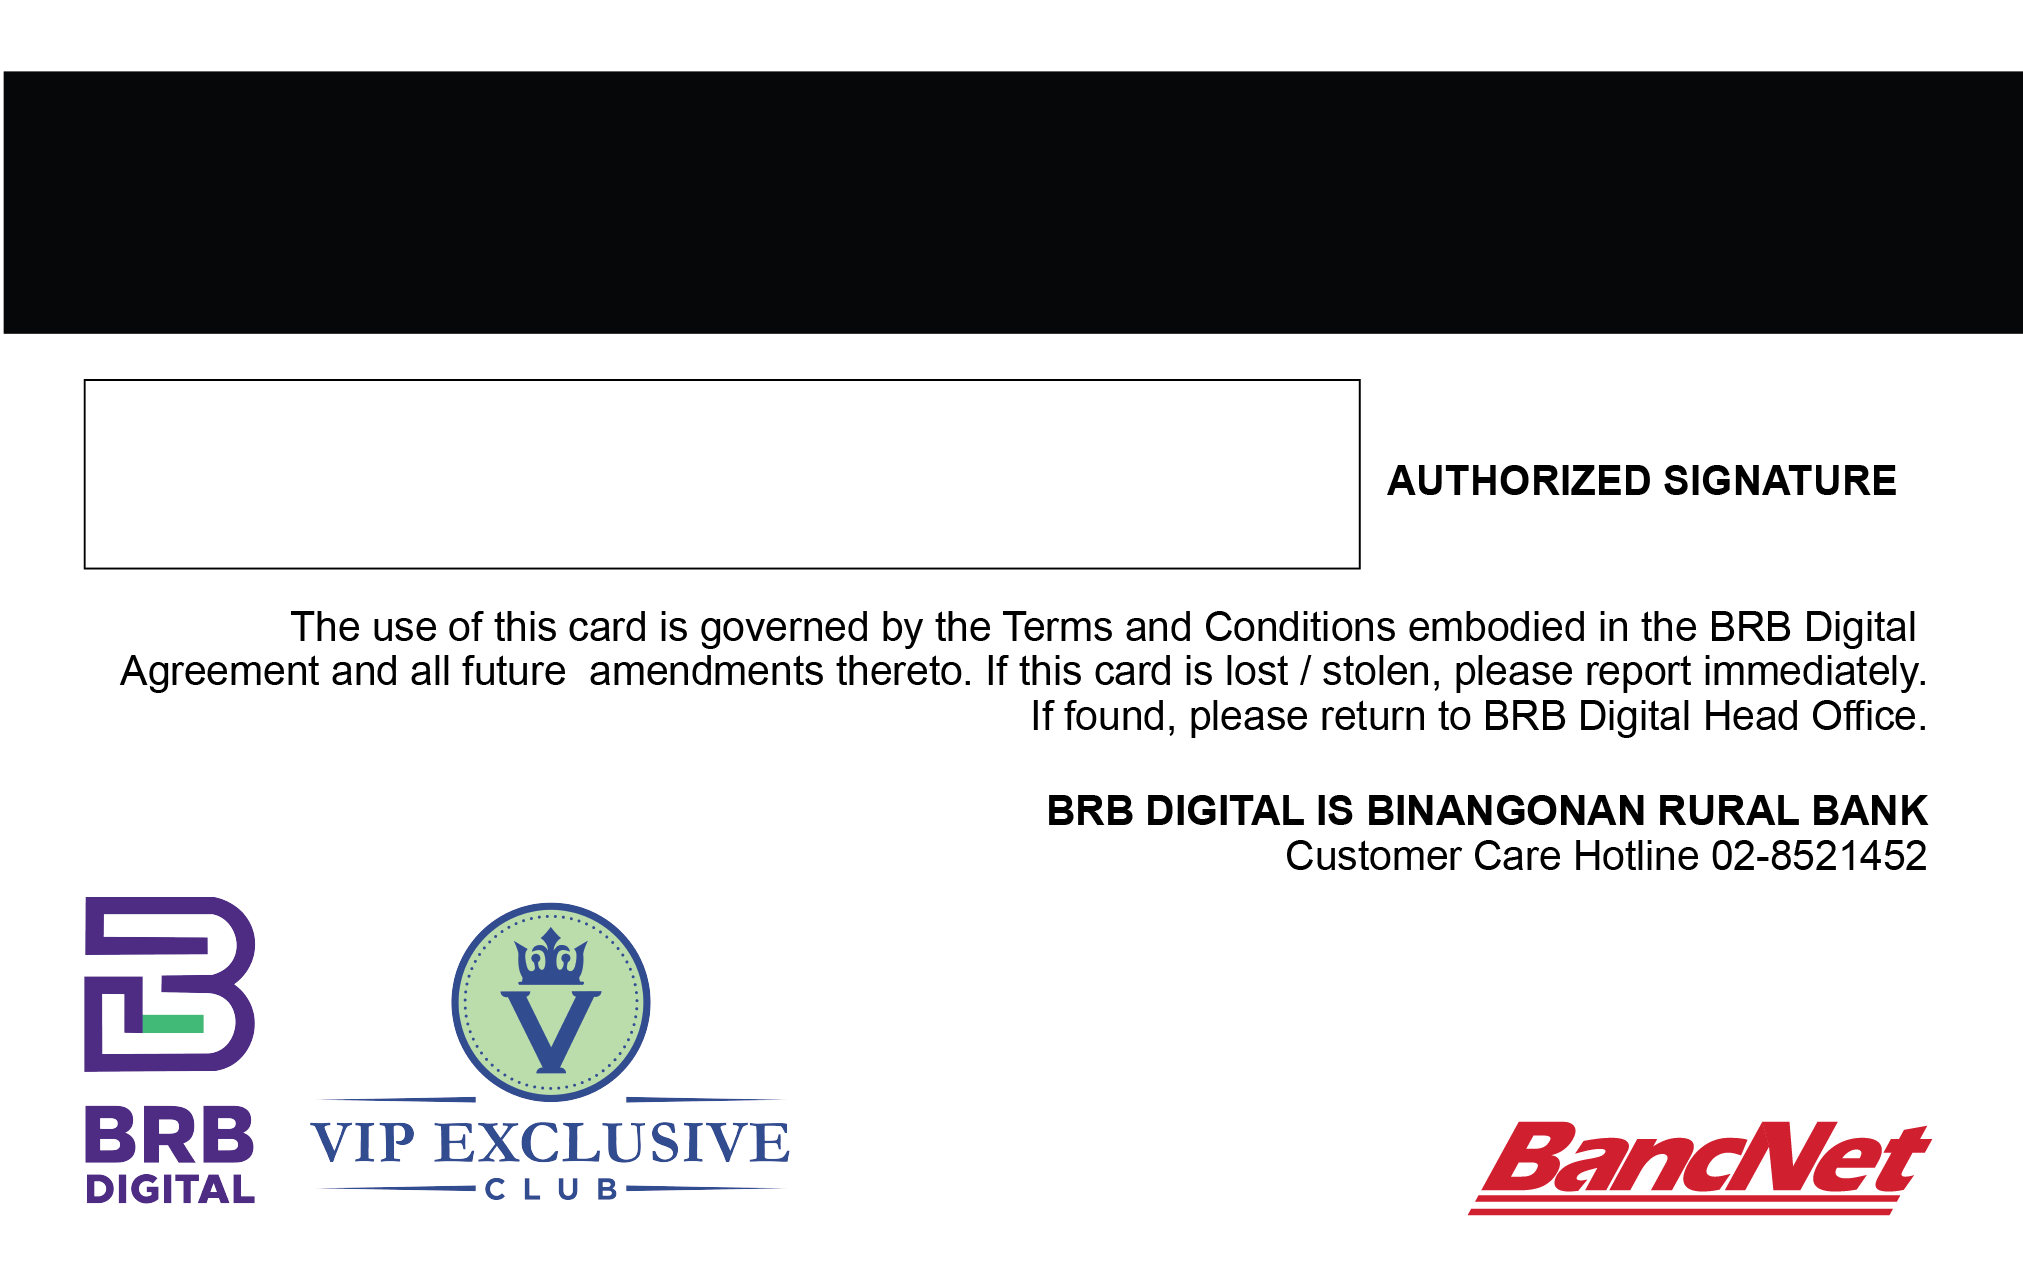 AUTHORIZED SIGNATURE
The use of this card is governed by the Terms and Conditions embodied in the BRB Digital
Agreement and all future  amendments thereto. If this card is lost / stolen, please report immediately.
If found, please return to BRB Digital Head Office.
BRB DIGITAL IS BINANGONAN RURAL BANK
Customer Care Hotline 02-8521452
BRB
DIGITAL
V
VIP EXCLUSIVE
CLUB
BancNet